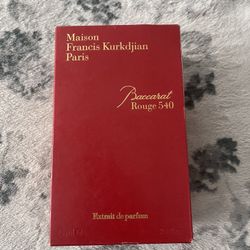 Maison
Francis Kurkdjian
Paris
Baccarat
Rouge 540
Extrait de parfum